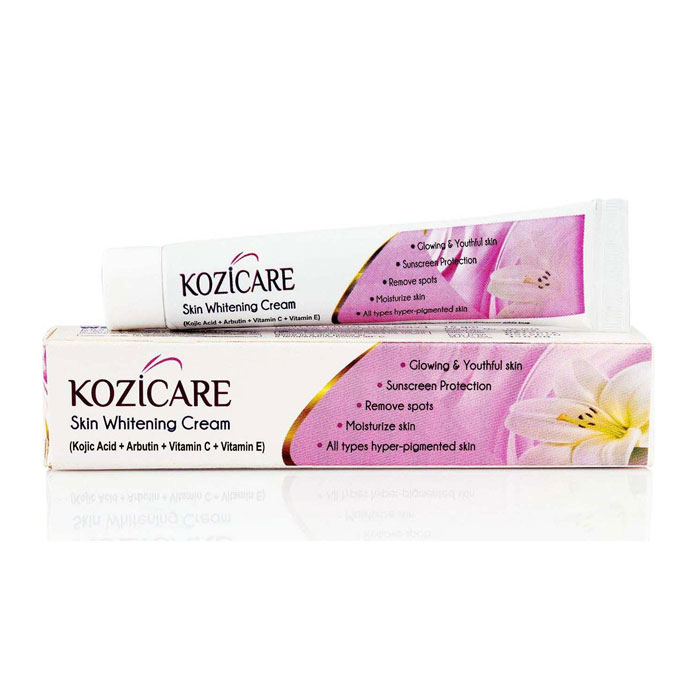 KOZICARE
Skin Whitening Cream
(Kojic Acid + Arbutin + Vitamin C + Vitamin E)
• Glowing & Youthful skin
• Sunscreen Protection
• Remove spots
• Moisturize skin
• All types hyper-pigmented skin
KOZICARE
Skin Whitening Cream
(Kojic Acid + Arbutin + Vitamin C + Vitamin E)
• Glowing & Youthful skin
• Sunscreen Protection
• Remove spots
• Moisturize skin
• All types hyper-pigmented skin